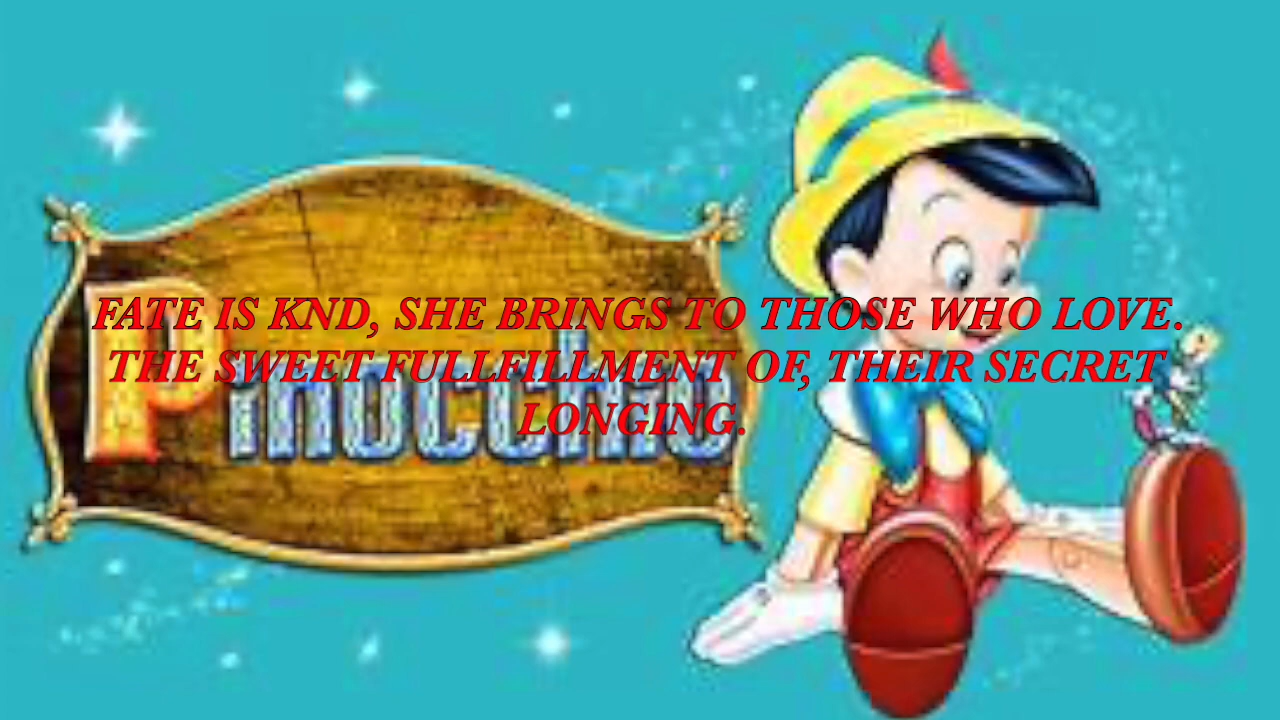 FATE IS KND, SHE BRINGS TO THOSE WHO LOVE.
THE SWEET FULLFILLMENT OF, THEIR SECRET
LONGING.
Pinocchio